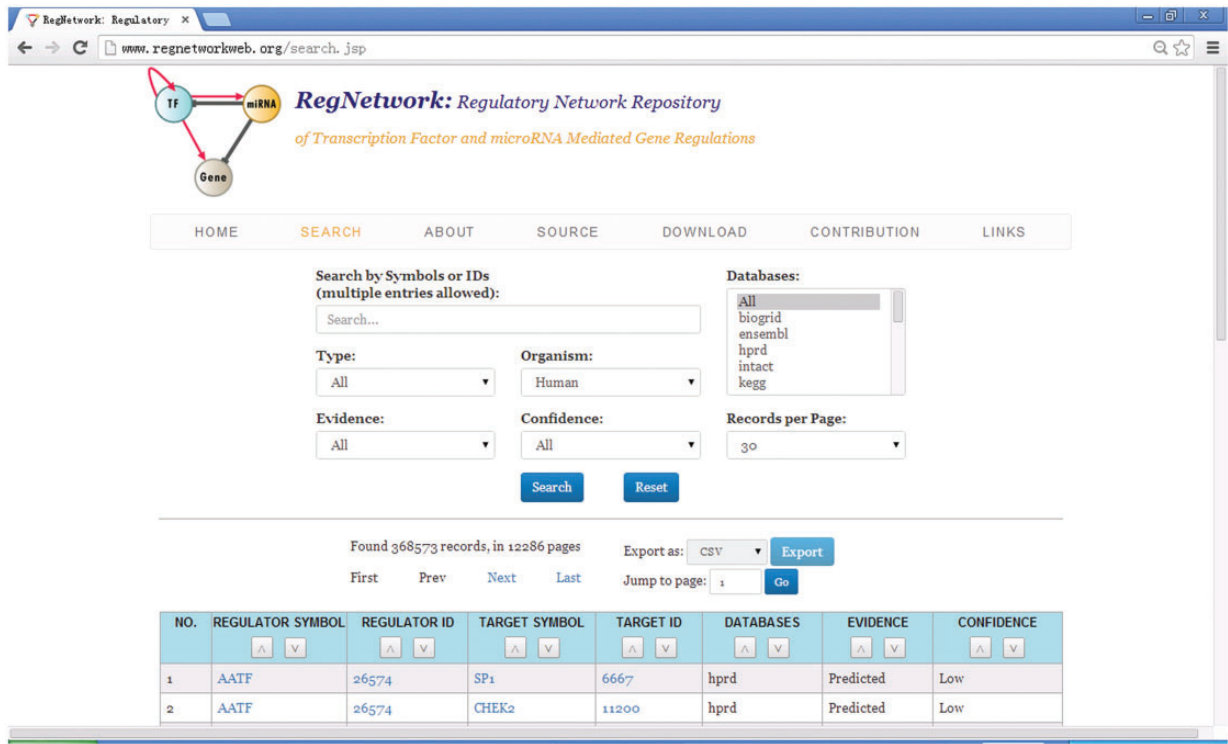 RegNetwork: Regulatory
www.regnetworkweb.org/search.jsp
TF
miRNA
Gene
RegNetwork: Regulatory Network Repository
of Transcription Factor and microRNA Mediated Gene Regulations
HOME SEARCH ABOUT SOURCE DOWNLOAD CONTRIBUTION LINKS
Search by Symbols or IDs
(multiple entries allowed):
Search...
Databases:
All
biogrid
ensembl
hprd
intact
kegg
Type: Organism:
All Human
Evidence: Confidence: Records per Page:
All All 30
Search Reset
Found 368573 records, in 12286 pages Export as: CSV Export
First Prev Next Last Jump to page: 1 Go
NO. REGULATOR SYMBOL REGULATOR ID TARGET SYMBOL TARGET ID DATABASES EVIDENCE CONFIDENCE
1 AATF 26574 SP1 6667 hprd Predicted Low
2 AATF 26574 CHEK2 11200 hprd Predicted Low